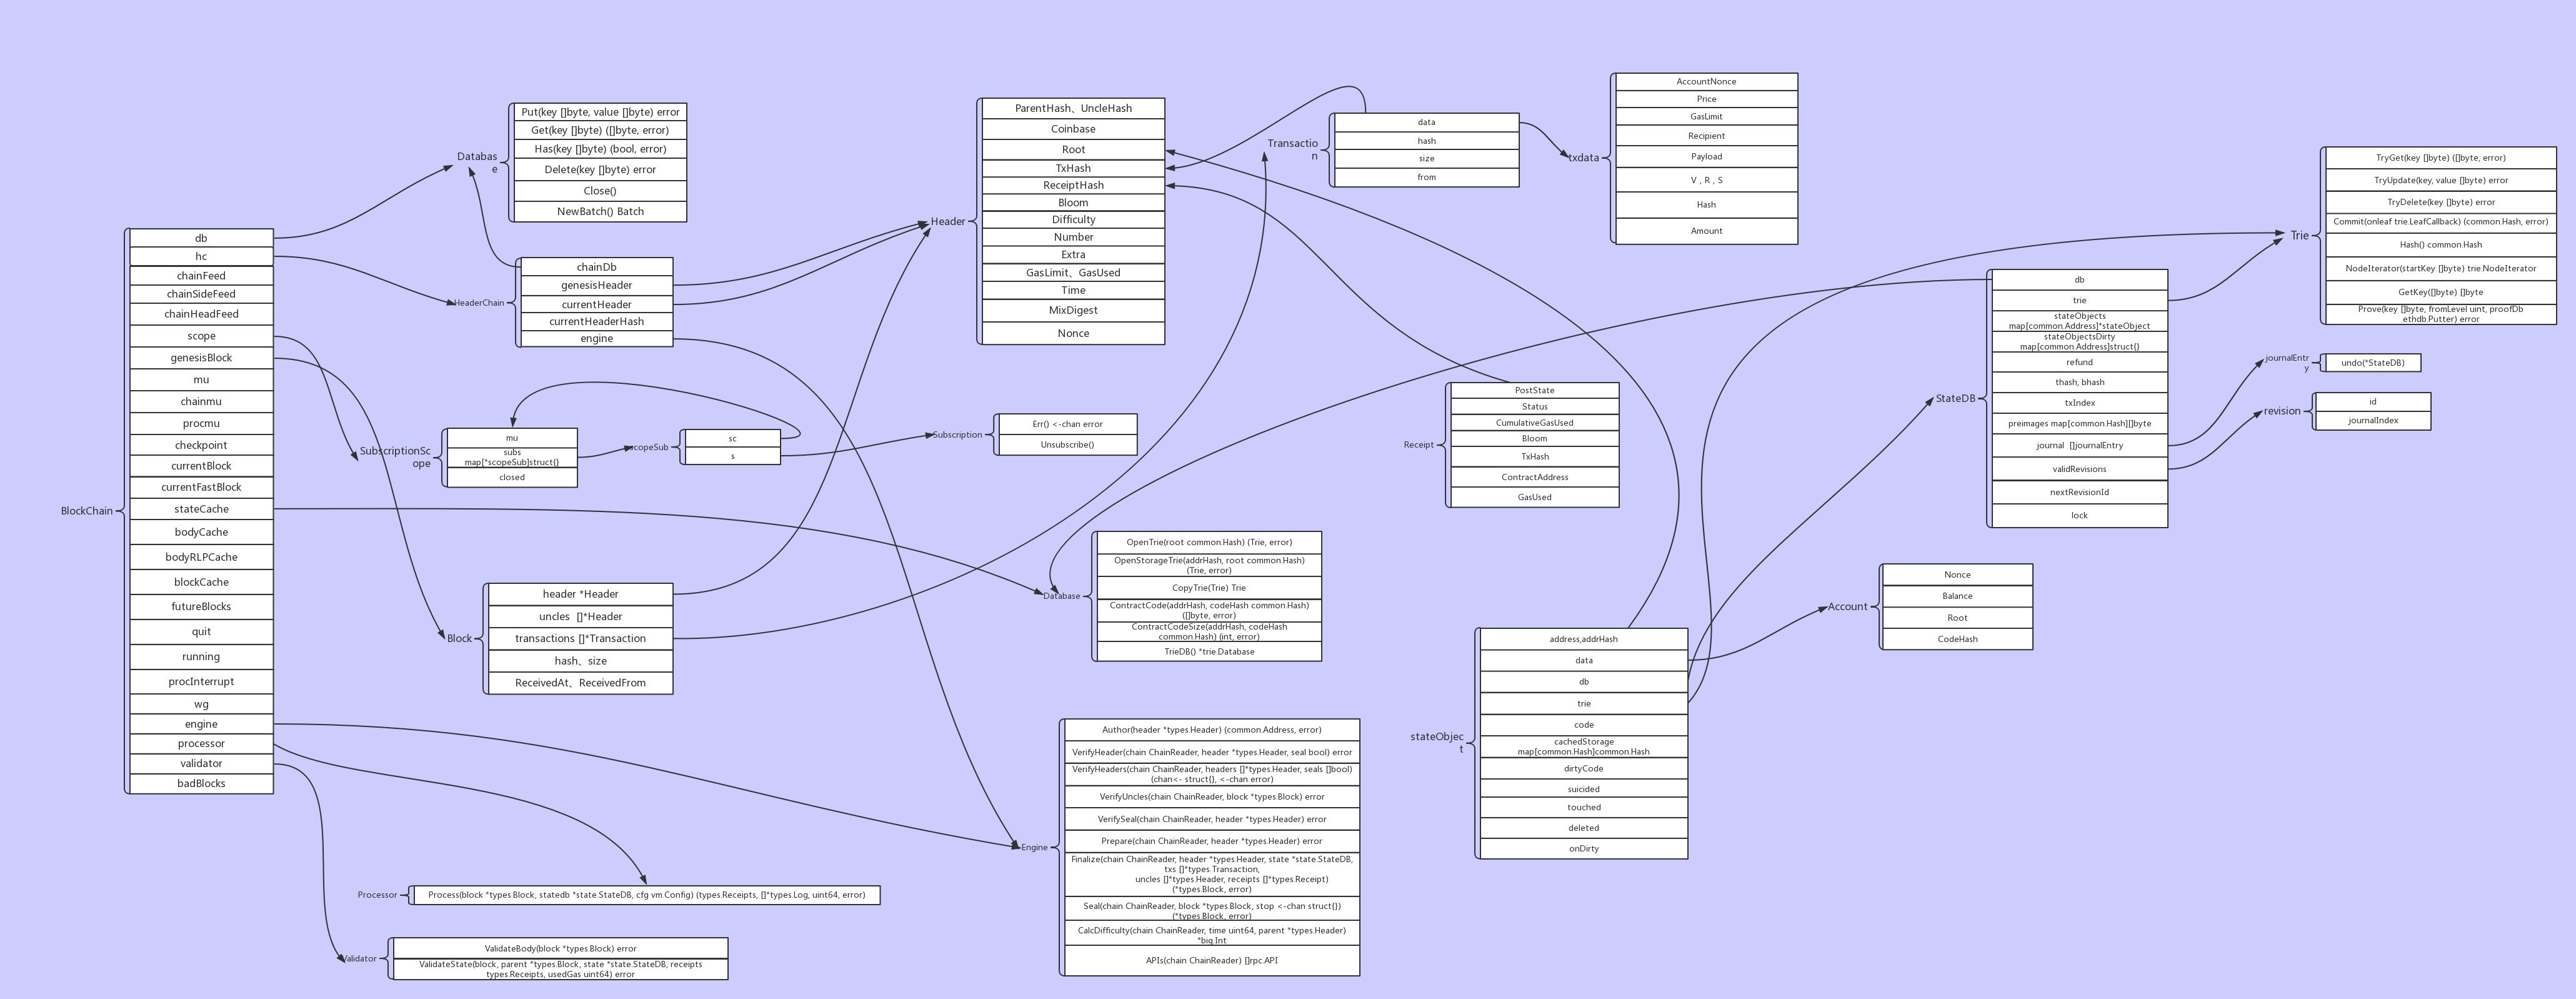 BlockChain
db
hc
chainFeed
chainSideFeed
chainHeadFeed
scope
genesisBlock
mu
chainmu
procmu
checkpoint
currentBlock
currentFastBlock
stateCache
bodyCache
bodyRLPCache
blockCache
futureBlocks
quit
running
procInterrupt
wg
engine
processor
validator
badBlocks
Databas
e
Put(key []byte, value []byte) error
Get(key []byte) ([]byte, error)
Has(key []byte) (bool, error)
Delete(key []byte) error
Close()
NewBatch() Batch
HeaderChain
chainDb
genesisHeader
currentHeader
currentHeaderHash
engine
SubscriptionSc
ope
mu
subs
map[*scopeSub]struct{}
closed
scopeSub
sc
s
Subscription
Err() <-chan error
Unsubscribe()
Block
header *Header
uncles  []*Header
transactions []*Transaction
hash、size
ReceivedAt、ReceivedFrom
Processor
Process(block *types.Block, statedb *state.StateDB, cfg vm.Config) (types.Receipts, []*types.Log, uint64, error)
Validator
ValidateBody(block *types.Block) error
ValidateState(block, parent *types.Block, state *state.StateDB, receipts
types.Receipts, usedGas uint64) error
Header
ParentHash、UncleHash
Coinbase
Root
TxHash
ReceiptHash
Bloom
Difficulty
Number
Extra
GasLimit、GasUsed
Time
MixDigest
Nonce
Database
OpenTrie(root common.Hash) (Trie, error)
OpenStorageTrie(addrHash, root common.Hash)
(Trie, error)
CopyTrie(Trie) Trie
ContractCode(addrHash, codeHash common.Hash)
([]byte, error)
ContractCodeSize(addrHash, codeHash
common.Hash) (int, error)
TrieDB() *trie.Database
Engine
Author(header *types.Header) (common.Address, error)
VerifyHeader(chain ChainReader, header *types.Header, seal bool) error
VerifyHeaders(chain ChainReader, headers []*types.Header, seals []bool)
(chan<- struct{}, <-chan error)
VerifyUncles(chain ChainReader, block *types.Block) error
VerifySeal(chain ChainReader, header *types.Header) error
Prepare(chain ChainReader, header *types.Header) error
Finalize(chain ChainReader, header *types.Header, state *state.StateDB,
txs []*types.Transaction,
uncles []*types.Header, receipts []*types.Receipt)
(*types.Block, error)
Seal(chain ChainReader, block *types.Block, stop <-chan struct{})
(*types.Block, error)
CalcDifficulty(chain ChainReader, time uint64, parent *types.Header)
*big.Int
APIs(chain ChainReader) []rpc.API
Transactio
n
data
hash
size
from
txdata
AccountNonce
Price
GasLimit
Recipient
Payload
V , R , S
Hash
Amount
Receipt
PostState
Status
CumulativeGasUsed
Bloom
TxHash
ContractAddress
GasUsed
stateObjec
t
address,addrHash
data
db
trie
code
cachedStorage
map[common.Hash]common.Hash
dirtyCode
suicided
touched
deleted
onDirty
Account
Nonce
Balance
Root
CodeHash
StateDB
db
trie
stateObjects
map[common.Address]*stateObject
stateObjectsDirty
map[common.Address]struct{}
refund
thash, bhash
txIndex
preimages map[common.Hash][]byte
journal  []journalEntry
validRevisions
nextRevisionId
lock
Trie
TryGet(key []byte) ([]byte, error)
TryUpdate(key, value []byte) error
TryDelete(key []byte) error
Commit(onleaf trie.LeafCallback) (common.Hash, error)
Hash() common.Hash
NodeIterator(startKey []byte) trie.NodeIterator
GetKey([]byte) []byte
Prove(key []byte, fromLevel uint, proofDb
ethdb.Putter) error
journalEntr
y
undo(*StateDB)
revision
id
journalIndex